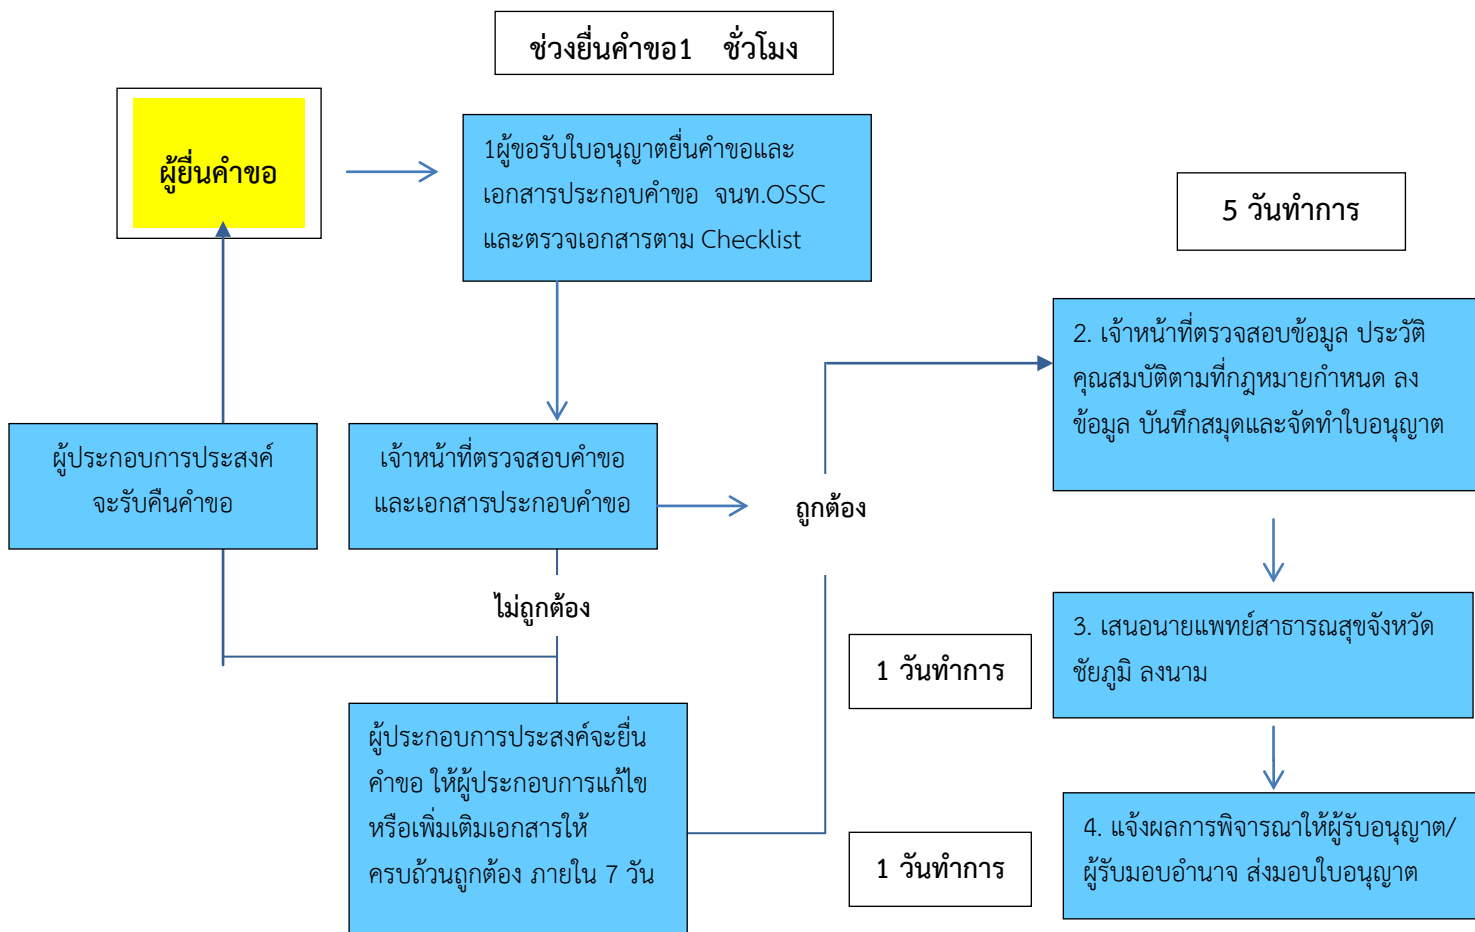 ช่วงยื่นคำขอ1 ชั่วโมง
ผู้ยื่นคำขอ
1ผู้ขอรับใบอนุญาตยื่นคำขอและ
เอกสารประกอบคำขอ จนท.OSSC
และตรวจเอกสารตาม Checklist
5 วันทำการ
2. เจ้าหน้าที่ตรวจสอบข้อมูล ประวัติ
คุณสมบัติตามที่กฎหมายกำหนด ลง
ข้อมูล บันทึกสมุดและจัดทำใบอนุญาต
ผู้ประกอบการประสงค์
จะรับคืนคำขอ
เจ้าหน้าที่ตรวจสอบคำขอ
และเอกสารประกอบคำขอ
ถูกต้อง
ไม่ถูกต้อง
1 วันทำการ
3. เสนอนายแพทย์สาธารณสุขจังหวัด
ชัยภูมิ ลงนาม
ผู้ประกอบการประสงค์จะยื่น
คำขอ ให้ผู้ประกอบการแก้ไข
หรือเพิ่มเติมเอกสารให้
ครบถ้วนถูกต้อง ภายใน 7 วัน
1 วันทำการ
4. แจ้งผลการพิจารณาให้ผู้รับอนุญาต/
ผู้รับมอบอำนาจ ส่งมอบใบอนุญาต